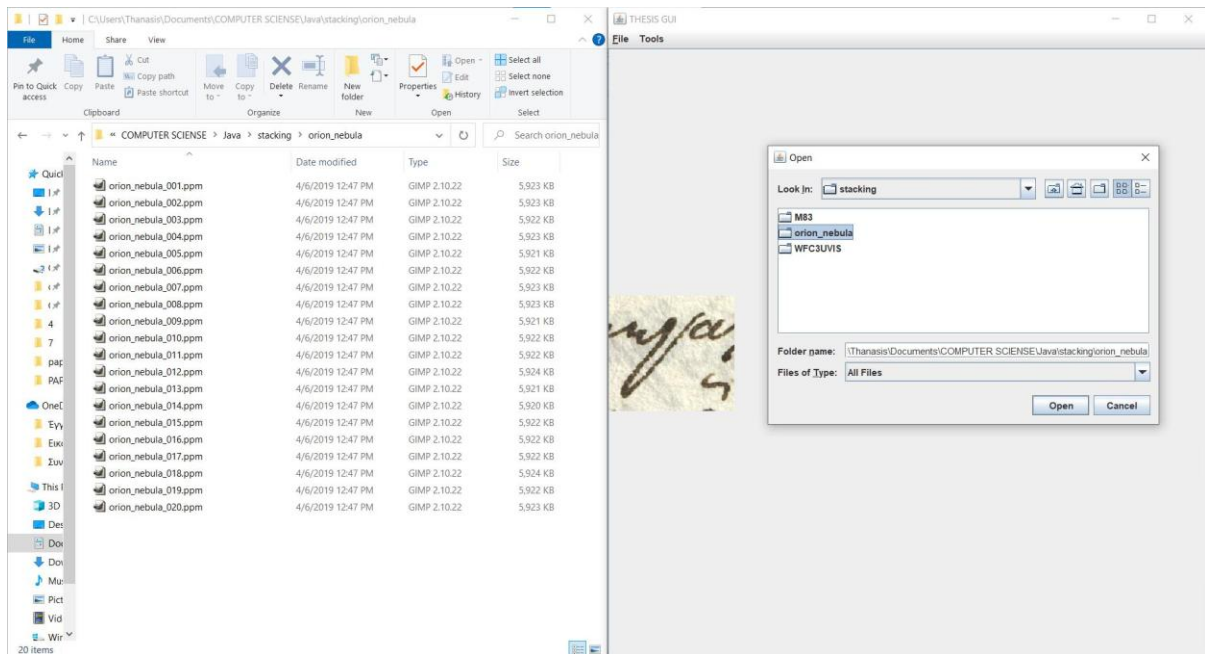 C:\Users\Thanasis\Documents\COMPUTER SCIENSE\Java\stacking\orion_nebula
File Home Share View
Pin to Quick access
Copy
Paste
Cut
Copy path
Paste shortcut
Move to
Copy to
Delete
Rename
New folder
Properties
Open
Edit
History
Select all
Select none
Invert selection
Clipboard Organize New Open Select
« COMPUTER SCIENSE > Java > stacking > orion_nebula
Search orion_nebula
Name Date modified Type Size
orion_nebula_001.ppm 4/6/2019 12:47 PM GIMP 2.10.22 5,923 KB
orion_nebula_002.ppm 4/6/2019 12:47 PM GIMP 2.10.22 5,923 KB
orion_nebula_003.ppm 4/6/2019 12:47 PM GIMP 2.10.22 5,922 KB
orion_nebula_004.ppm 4/6/2019 12:47 PM GIMP 2.10.22 5,923 KB
orion_nebula_005.ppm 4/6/2019 12:47 PM GIMP 2.10.22 5,921 KB
orion_nebula_006.ppm 4/6/2019 12:47 PM GIMP 2.10.22 5,922 KB
orion_nebula_007.ppm 4/6/2019 12:47 PM GIMP 2.10.22 5,923 KB
orion_nebula_008.ppm 4/6/2019 12:47 PM GIMP 2.10.22 5,923 KB
orion_nebula_009.ppm 4/6/2019 12:47 PM GIMP 2.10.22 5,921 KB
orion_nebula_010.ppm 4/6/2019 12:47 PM GIMP 2.10.22 5,922 KB
orion_nebula_011.ppm 4/6/2019 12:47 PM GIMP 2.10.22 5,922 KB
orion_nebula_012.ppm 4/6/2019 12:47 PM GIMP 2.10.22 5,924 KB
orion_nebula_013.ppm 4/6/2019 12:47 PM GIMP 2.10.22 5,921 KB
orion_nebula_014.ppm 4/6/2019 12:47 PM GIMP 2.10.22 5,920 KB
orion_nebula_015.ppm 4/6/2019 12:47 PM GIMP 2.10.22 5,922 KB
orion_nebula_016.ppm 4/6/2019 12:47 PM GIMP 2.10.22 5,922 KB
orion_nebula_017.ppm 4/6/2019 12:47 PM GIMP 2.10.22 5,922 KB
orion_nebula_018.ppm 4/6/2019 12:47 PM GIMP 2.10.22 5,924 KB
orion_nebula_019.ppm 4/6/2019 12:47 PM GIMP 2.10.22 5,922 KB
orion_nebula_020.ppm 4/6/2019 12:47 PM GIMP 2.10.22 5,923 KB
Quicl
4
7
pap
PAF
OneD
Έγγ
Εικ
Συν
This I
3D
Des
Doc
Dov
Mu
Pict
Vid
Wir
20 items
THESIS GUI
File Tools
Open
Look In: stacking
M83
orion_nebula
WFC3UVIS
Folder name: \Thanasis\Documents\COMPUTER SCIENSE\Java\stacking\orion_nebula
Files of Type: All Files
Open Cancel